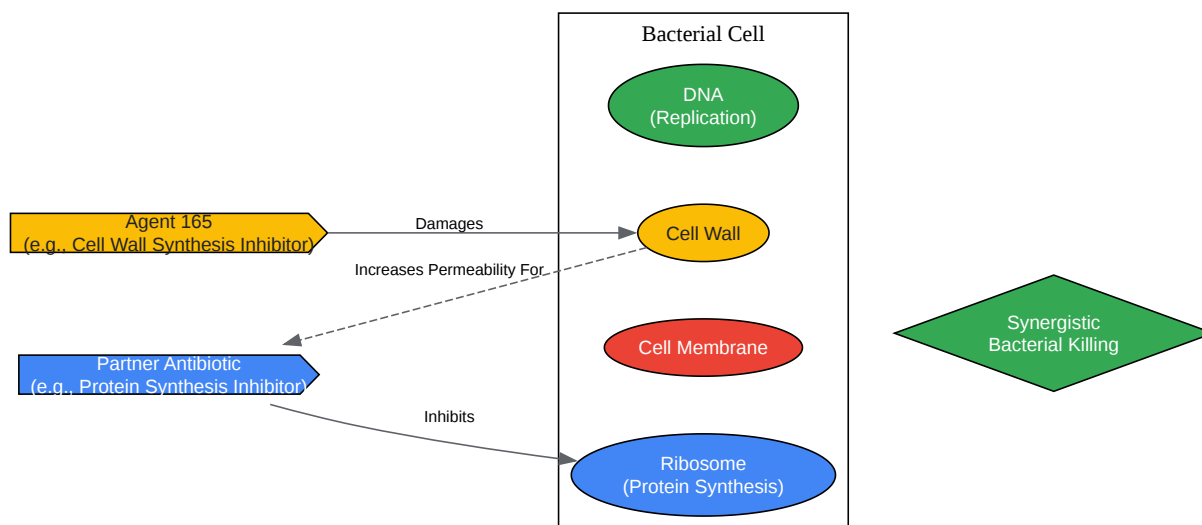 Bacterial Cell
DNA
(Replication)
Agent 165
(e.g., Cell Wall Synthesis Inhibitor)
Damages
Cell Wall
Increases Permeability For
Synergistic
Bacterial Killing
Cell Membrane
Partner Antibiotic
(e.g., Protein Synthesis Inhibitor)
Inhibits
Ribosome
(Protein Synthesis)